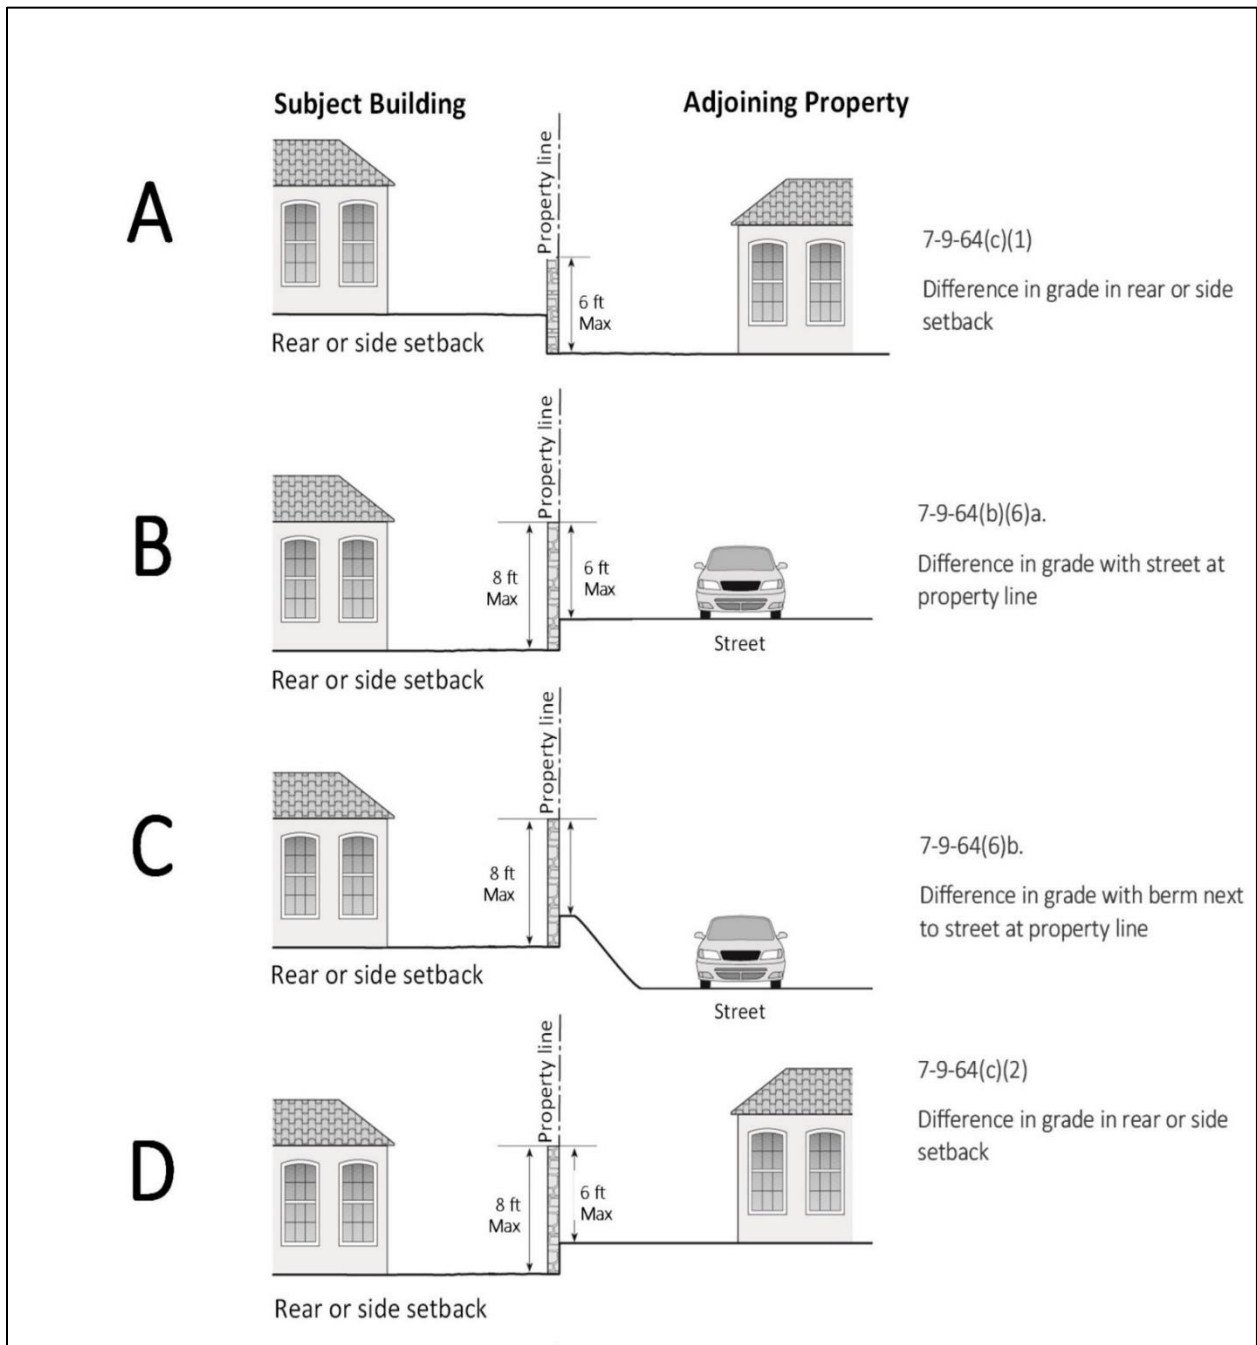 Subject Building
Adjoining Property
A
Property line
6 ft
Max
Rear or side setback
7-9-64(c)(1)
Difference in grade in rear or side
setback
B
Property line
8 ft
Max
6 ft
Max
Street
Rear or side setback
7-9-64(b)(6)a.
Difference in grade with street at
property line
C
Property line
8 ft
Max
Rear or side setback
Street
7-9-64(6)b.
Difference in grade with berm next
to street at property line
D
Property line
8 ft
Max
6 ft
Max
Rear or side setback
7-9-64(c)(2)
Difference in grade in rear or side
setback